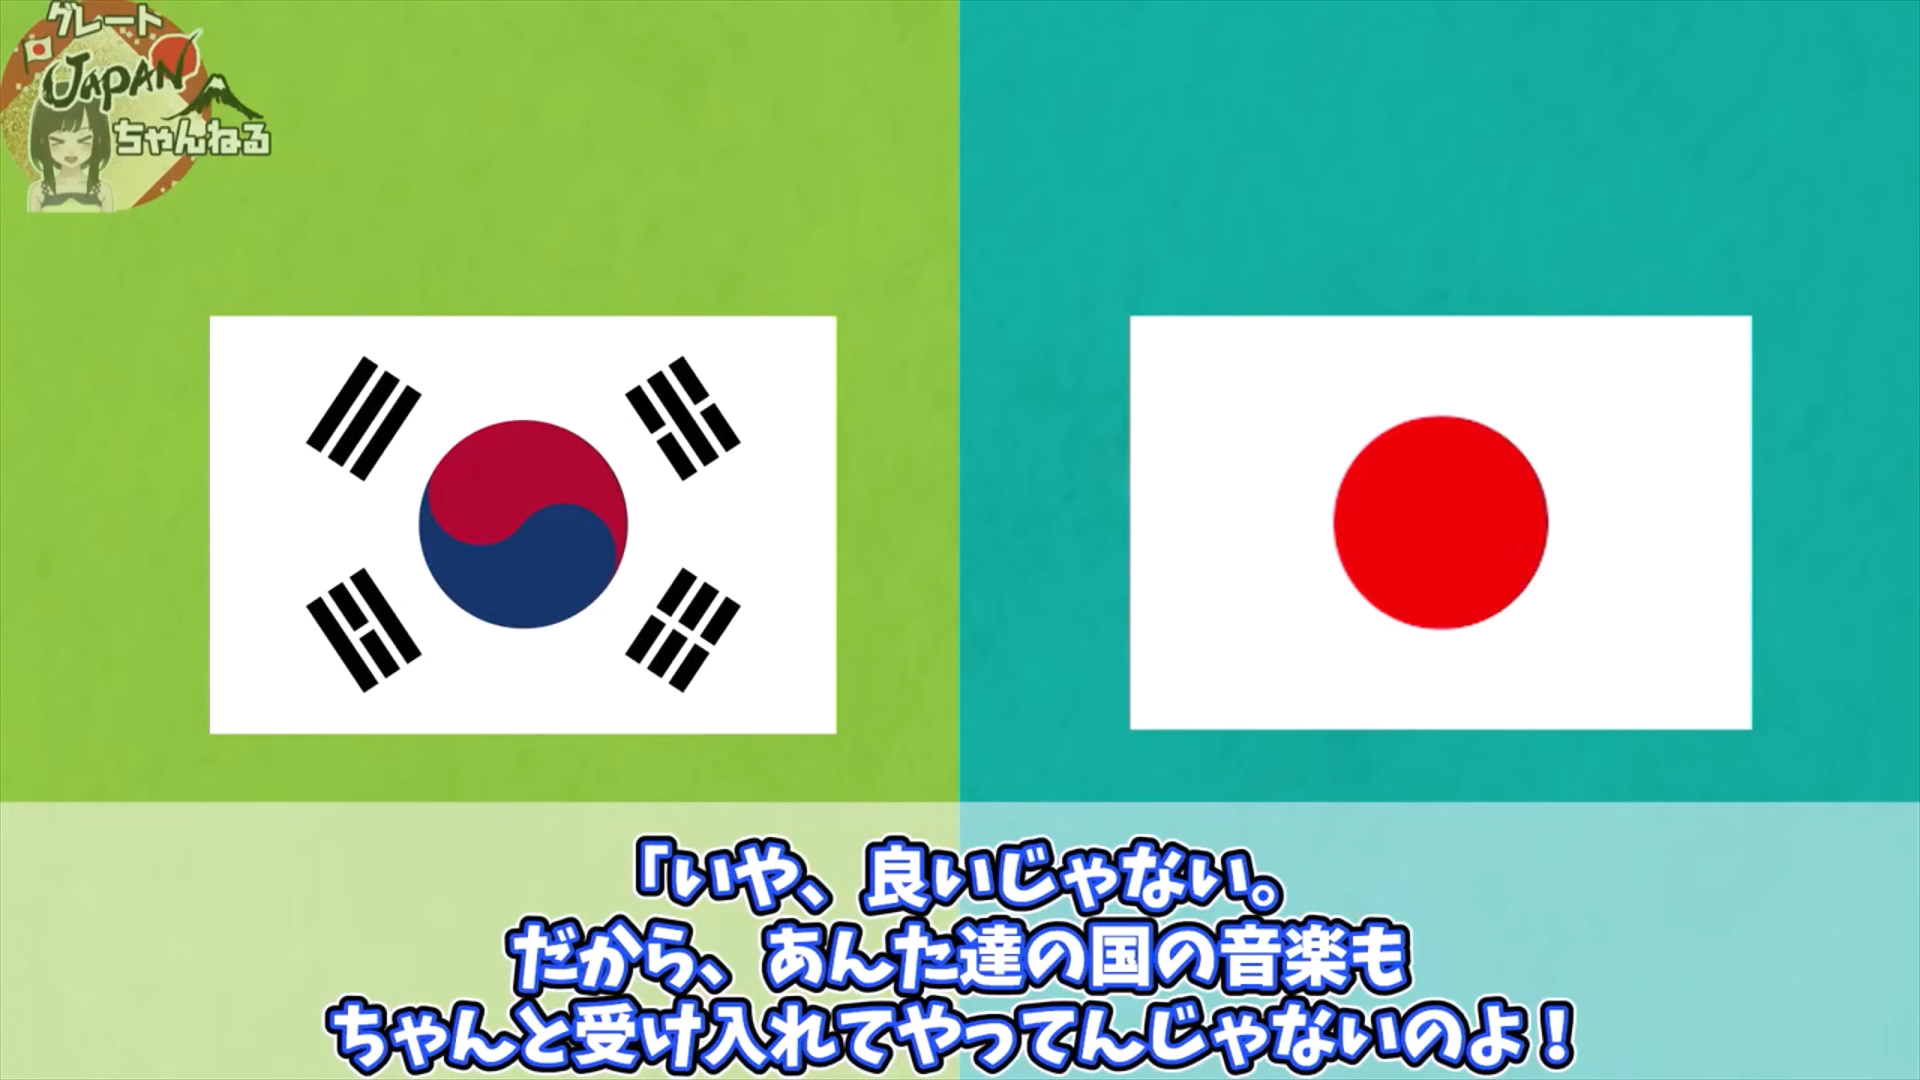 グレート
JAPAN
ちゃんねる
「いや、良いじゃない。
だから、あんた達の国の音楽も
ちゃんと受け入れてやってんじゃないのよ！